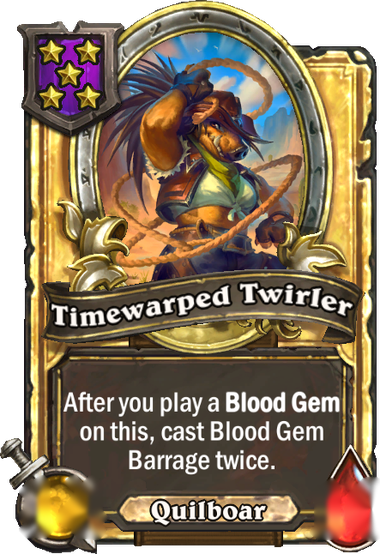 Timewarped Twirler
After you play a Blood Gem
on this, cast Blood Gem
Barrage twice.
Quilboar